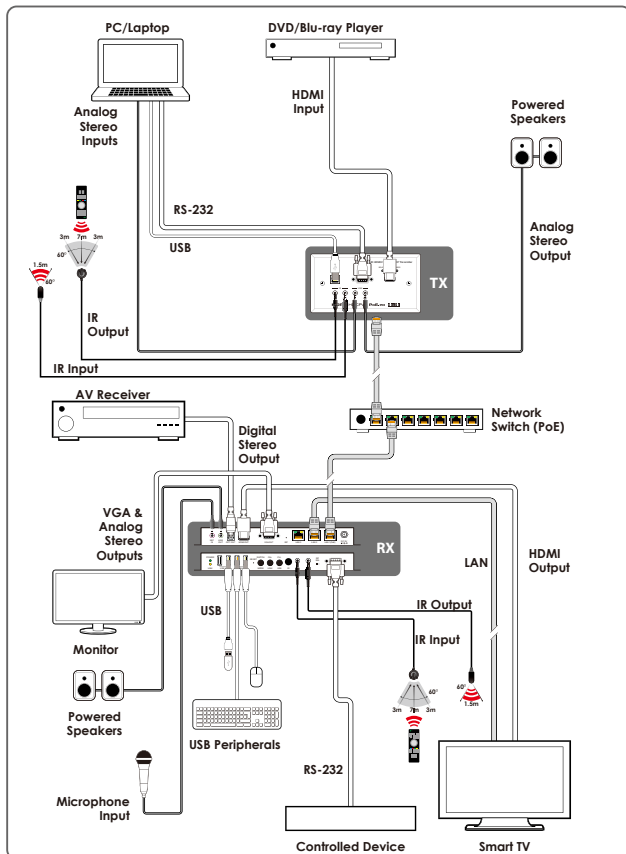 PC/Laptop
DVD/Blu-ray Player
HDMI
Input
Analog
Stereo
Inputs
Powered
Speakers
RS-232
USB
3m 7m 3m
60°
1.5m
60°
Analog
Stereo
Output
TX
IR
Output
IR Input
AV Receiver
Network
Switch (PoE)
Digital
Stereo
Output
VGA &
Analog
Stereo
Outputs
RX
LAN
HDMI
Output
USB
IR Output
IR Input
Monitor
60°
3m 7m 3m
60°
1.5m
Powered
Speakers
USB Peripherals
RS-232
Microphone
Input
Controlled Device
Smart TV